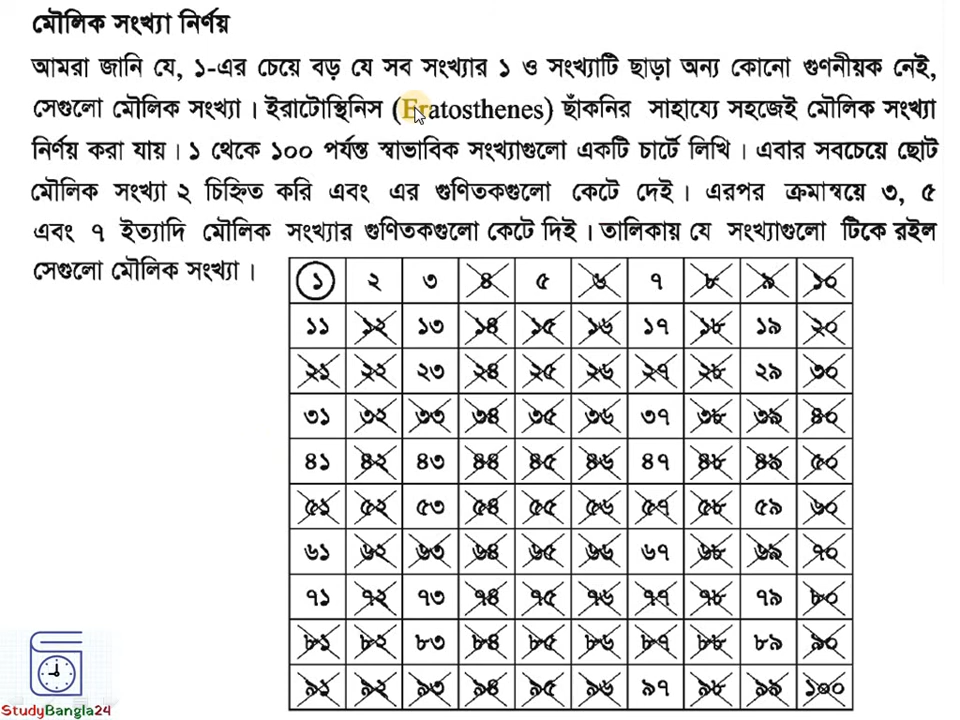 মৌলিক সংখ্যা নির্ণয়
আমরা জানি যে, ১-এর চেয়ে বড় যে সব সংখ্যার ১ ও সংখ্যাটি ছাড়া অন্য কোনো গুণনীয়ক নেই,
সেগুলো মৌলিক সংখ্যা। ইরাটোস্থিনিস (Eratosthenes) ছাঁকনির সাহায্যে সহজেই মৌলিক সংখ্যা
নির্ণয় করা যায়। ১ থেকে ১০০ পর্যন্ত স্বাভাবিক সংখ্যাগুলো একটি চার্টে লিখি। এবার সবচেয়ে ছোট
মৌলিক সংখ্যা ২ চিহ্নিত করি এবং এর গুণিতকগুলো কেটে দেই। এরপর ক্রমান্বয়ে ৩, ৫
এবং ৭ ইত্যাদি মৌলিক সংখ্যার গুণিতকগুলো কেটে দিই। তালিকায় যে সংখ্যাগুলো টিকে রইল
সেগুলো মৌলিক সংখ্যা।
১ ২ ৩ ৪ ৫ ৬ ৭ ৮ ৯ ১০
১১ ১২ ১৩ ১৪ ১৫ ১৬ ১৭ ১৮ ১৯ ২০
২১ ২২ ২৩ ২৪ ২৫ ২৬ ২৭ ২৮ ২৯ ৩০
৩১ ৩২ ৩৩ ৩৪ ৩৫ ৩৬ ৩৭ ৩৮ ৩৯ ৪০
৪১ ৪২ ৪৩ ৪৪ ৪৫ ৪৬ ৪৭ ৪৮ ৪৯ ৫০
৫১ ৫২ ৫৩ ৫৪ ৫৫ ৫৬ ৫৭ ৫৮ ৫৯ ৬০
৬১ ৬২ ৬৩ ৬৪ ৬৫ ৬৬ ৬৭ ৬৮ ৬৯ ৭০
৭১ ৭২ ৭৩ ৭৪ ৭৫ ৭৬ ৭৭ ৭৮ ৭৯ ৮০
৮১ ৮২ ৮৩ ৮৪ ৮৫ ৮৬ ৮৭ ৮৮ ৮৯ ৯০
৯১ ৯২ ৯৩ ৯৪ ৯৫ ৯৬ ৯৭ ৯৮ ৯৯ ১০০
StudyBangla24